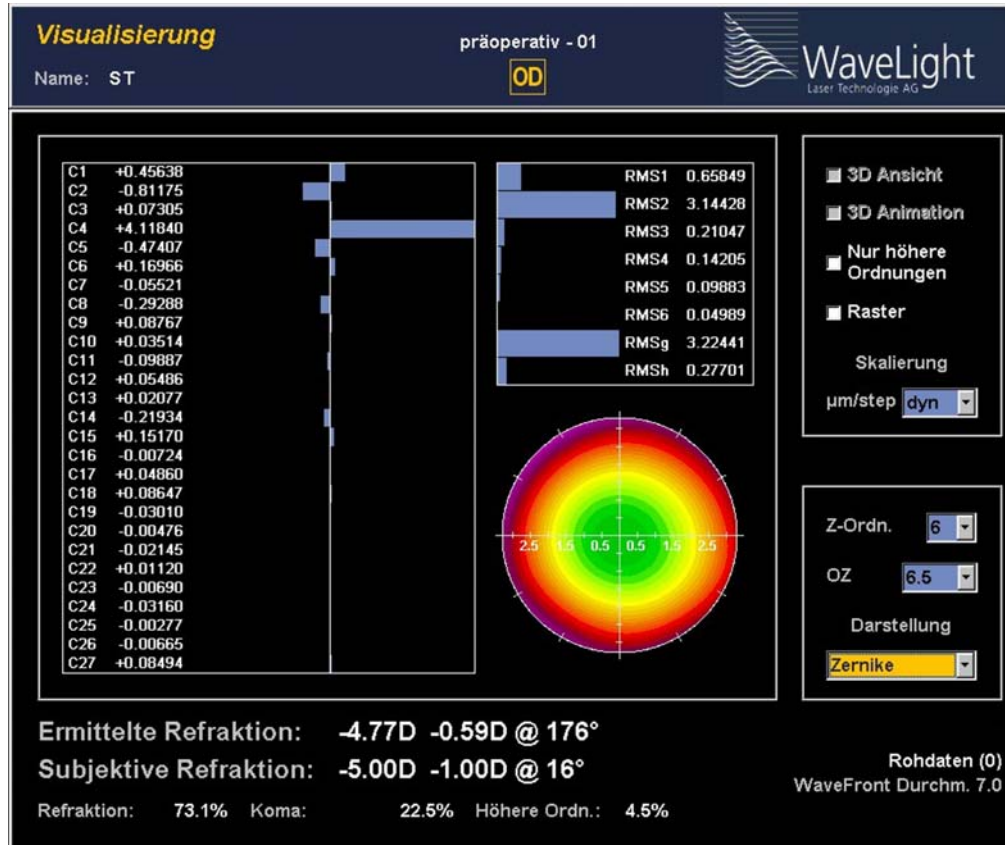 Visualisierung
präoperativ - 01
Name: ST
OD
WaveLight
Laser Technologie AG
C1 +0.45638
C2 -0.81175
C3 +0.07305
C4 +4.11840
C5 -0.47407
C6 +0.16966
C7 -0.05521
C8 -0.29288
C9 +0.08767
C10 +0.03514
C11 -0.09887
C12 +0.05486
C13 +0.02077
C14 -0.21934
C15 +0.15170
C16 -0.00724
C17 +0.04860
C18 +0.08647
C19 -0.03010
C20 -0.00476
C21 -0.02145
C22 +0.01120
C23 -0.00690
C24 -0.03160
C25 -0.00277
C26 -0.00665
C27 +0.08494
RMS1 0.65849
RMS2 3.14428
RMS3 0.21047
RMS4 0.14205
RMS5 0.09883
RMS6 0.04989
RMSg 3.22441
RMSh 0.27701
2.5 1.5 0.5 0.5 1.5 2.5
3D Ansicht
3D Animation
Nur höhere
Ordnungen
Raster
Skalierung
µm/step dyn
Z-Ordn. 6
OZ 6.5
Darstellung
Zernike
Ermittelte Refraktion: -4.77D -0.59D @ 176°
Subjektive Refraktion: -5.00D -1.00D @ 16°
Refraktion: 73.1% Koma: 22.5% Höhere Ordn.: 4.5%
Rohdaten (0)
WaveFront Durchm. 7.0